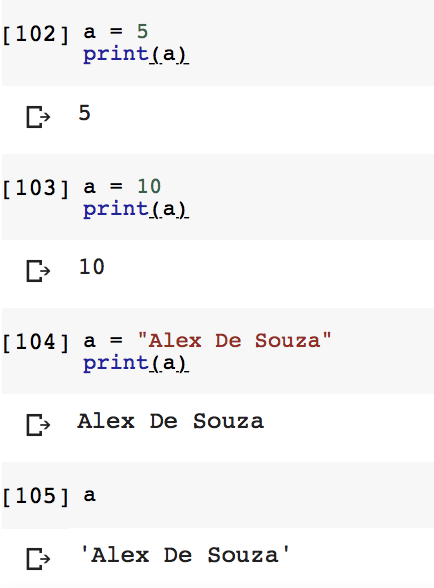 [102] a = 5
print(a)
5
[103] a = 10
print(a)
10
[104] a = "Alex De Souza"
print(a)
Alex De Souza
[105] a
'Alex De Souza'